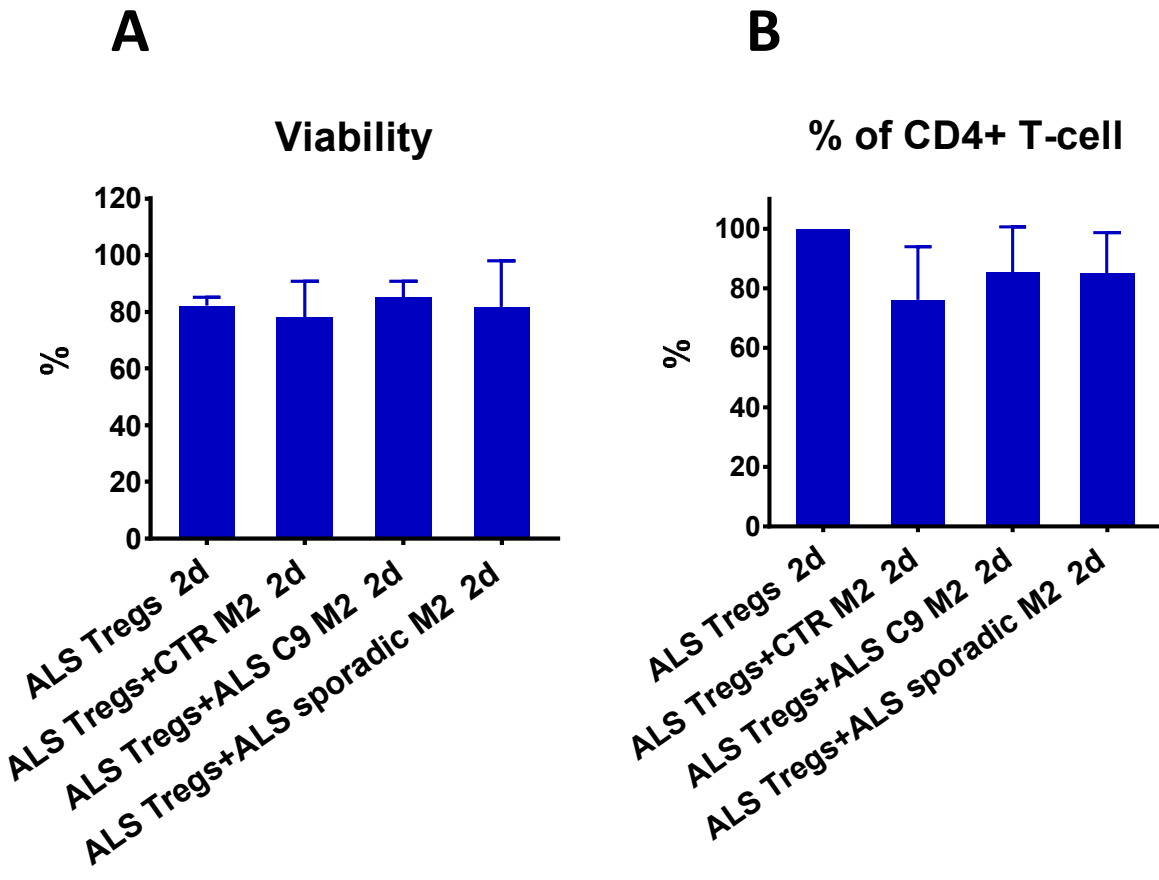 A
Viability
%
120
100
80
60
40
20
0
ALS Tregs 2d
ALS Tregs+CTR M2 2d
ALS Tregs+ALS C9 M2 2d
ALS Tregs+ALS sporadic M2 2d
B
% of CD4+ T-cell
%
100
80
60
40
20
0
ALS Tregs 2d
ALS Tregs+CTR M2 2d
ALS Tregs+ALS C9 M2 2d
ALS Tregs+ALS sporadic M2 2d